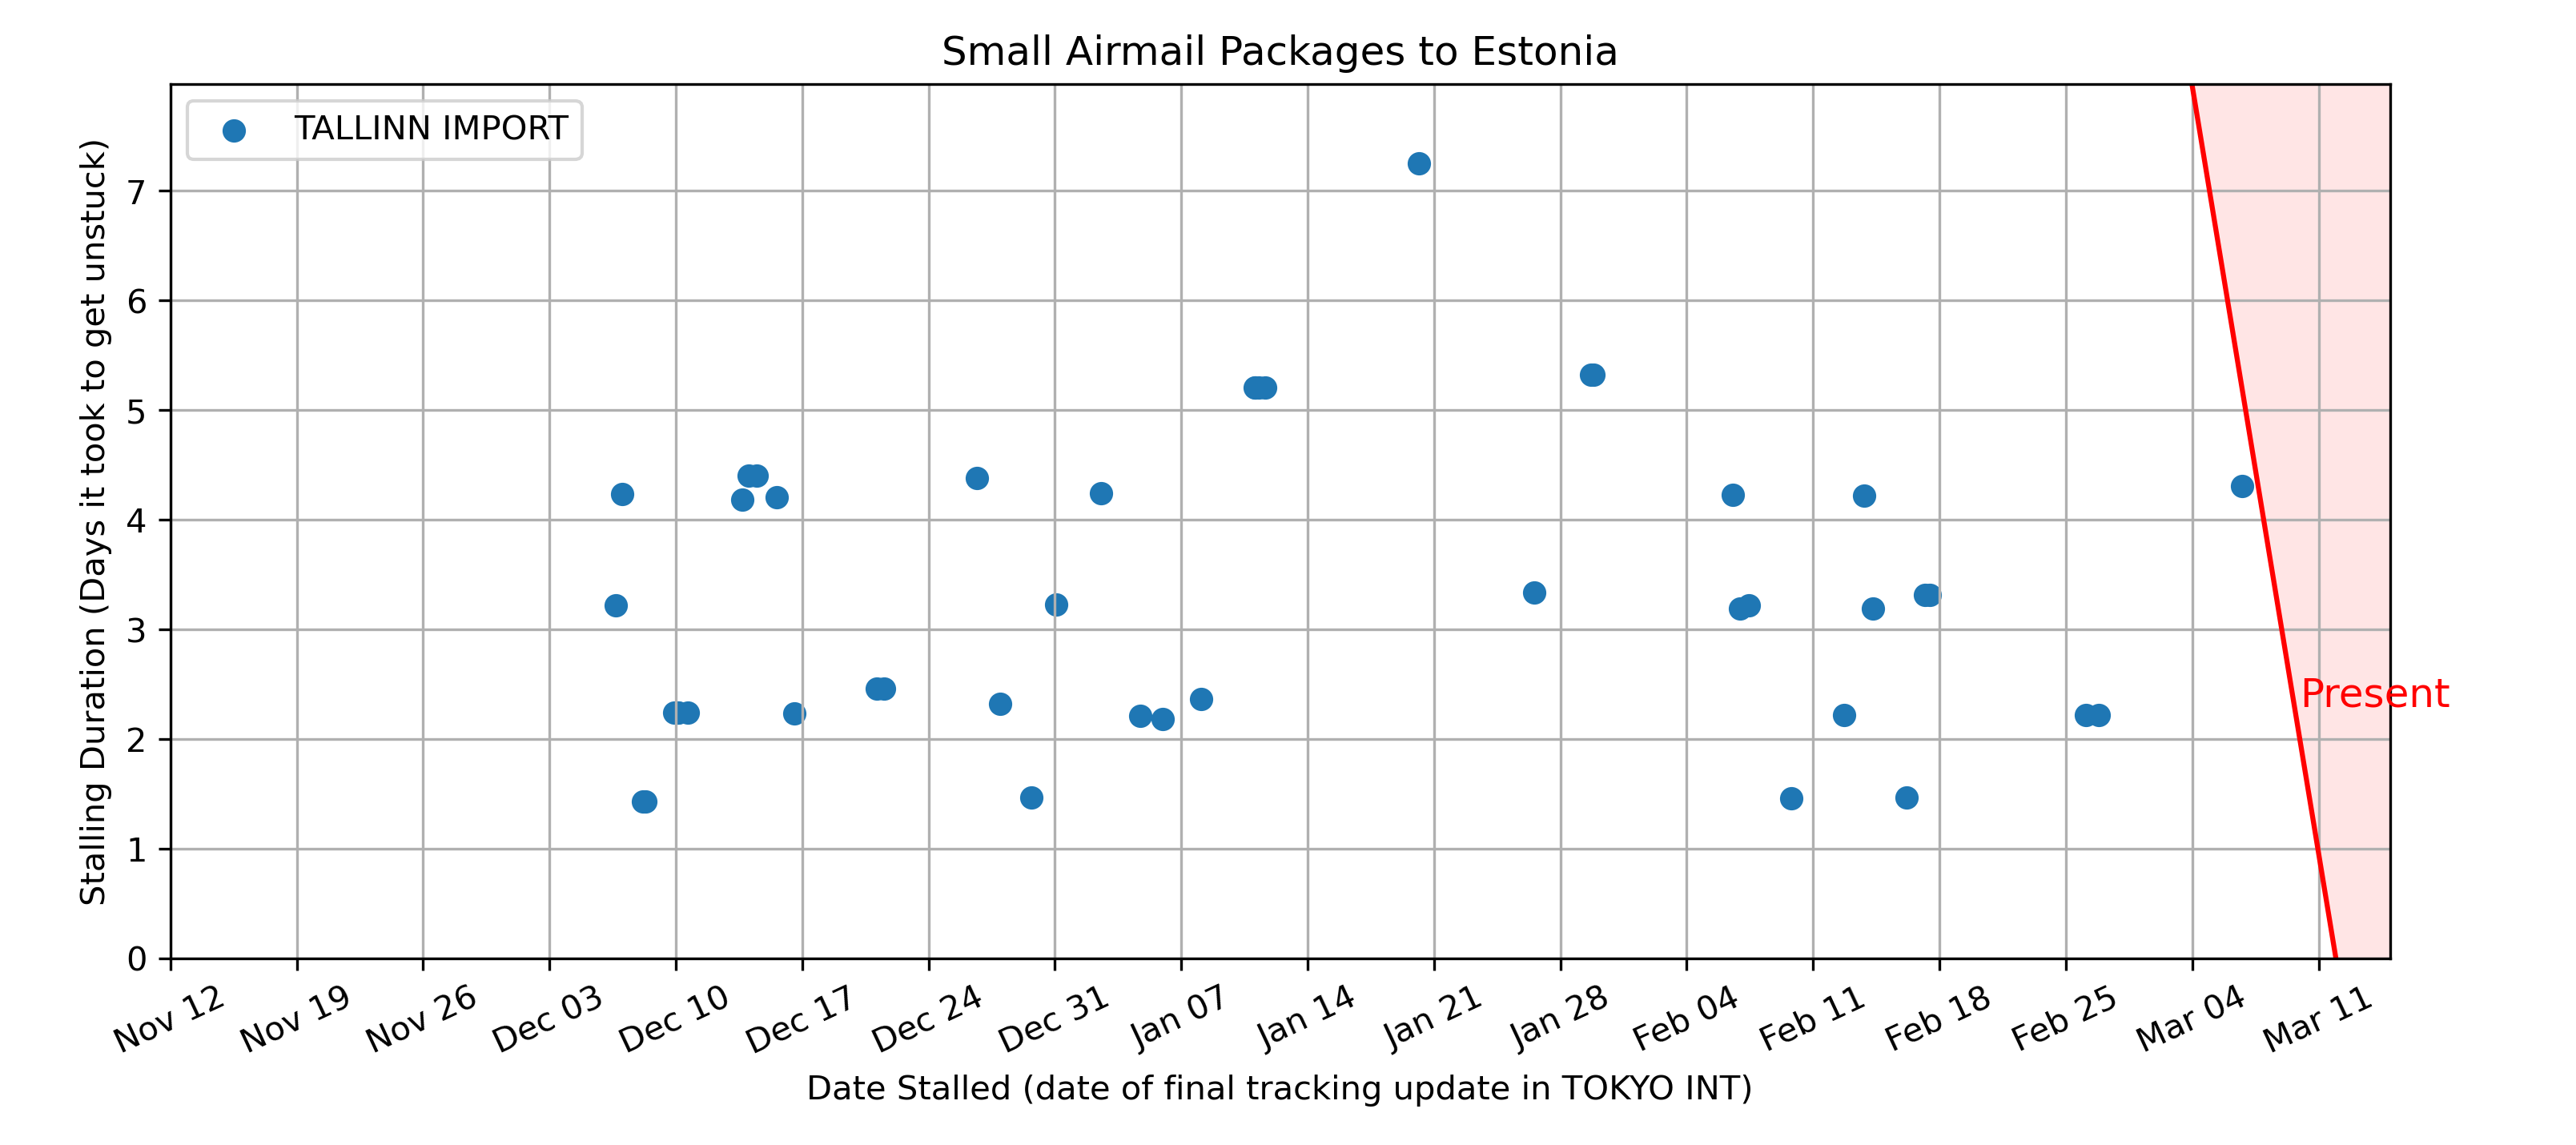 Small Airmail Packages to Estonia
TALLINN IMPORT
Stalling Duration (Days it took to get unstuck)
7
6
5
4
3
2
1
0
Present
Nov 12 Nov 19 Nov 26 Dec 03 Dec 10 Dec 17 Dec 24 Dec 31 Jan 07 Jan 14 Jan 21 Jan 28 Feb 04 Feb 11 Feb 18 Feb 25 Mar 04 Mar 11
Date Stalled (date of final tracking update in TOKYO INT)